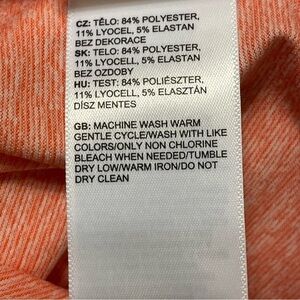 CZ: TĚLO: 84% POLYESTER,
11% LYOCELL, 5% ELASTAN
BEZ DEKORACE
SK: TELO: 84% POLYESTER,
11% LYOCELL, 5% ELASTAN
BEZ OZDOBY
HU: TEST: 84% POLIÉSZTER,
11% LYOCELL, 5% ELASZTÁN
DÍSZ MENTES
GB: MACHINE WASH WARM
GENTLE CYCLE/WASH WITH LIKE
COLORS/ONLY NON CHLORINE
BLEACH WHEN NEEDED/TUMBLE
DRY LOW/WARM IRON/DO NOT
DRY CLEAN